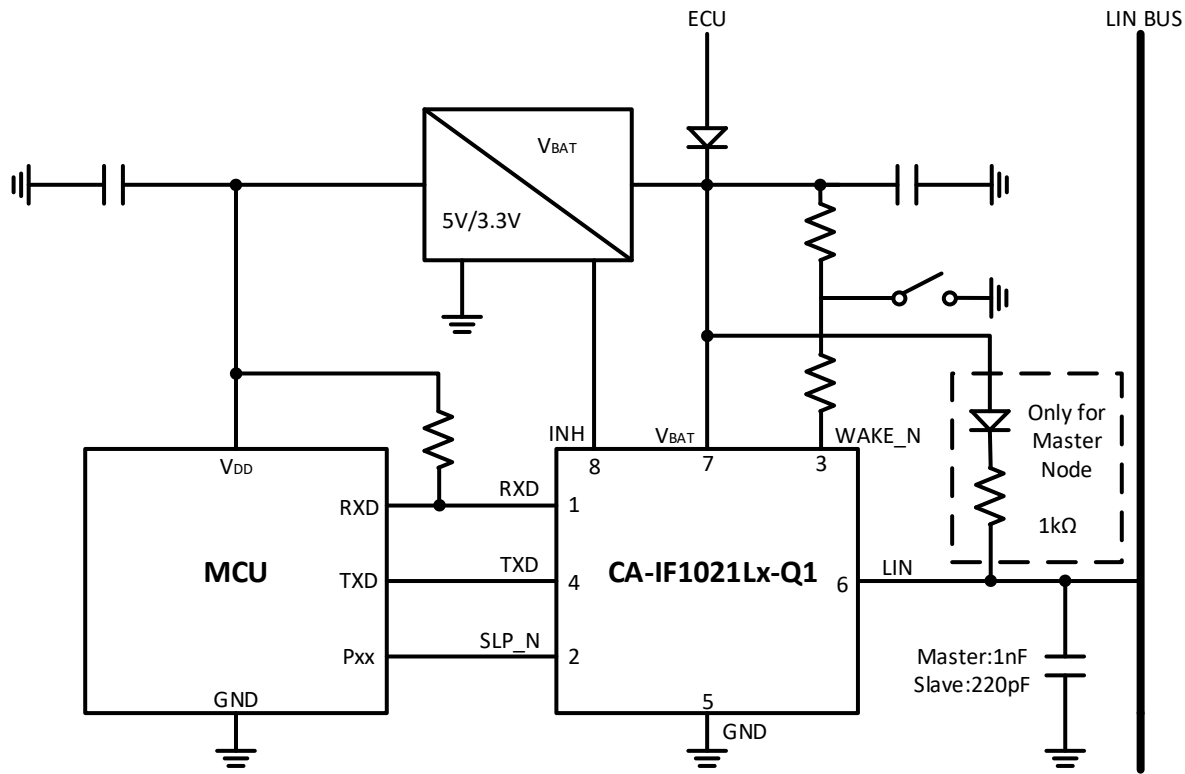 ECU
LIN BUS
VBAT
5V/3.3V
Only for
Master
Node
1kΩ
INH
VBAT
WAKE_N
8
7
3
VDD
RXD
RXD
1
MCU
TXD
TXD
4
CA-IF1021Lx-Q1
6
LIN
Pxx
SLP_N
2
Master:1nF
Slave:220pF
GND
5
GND